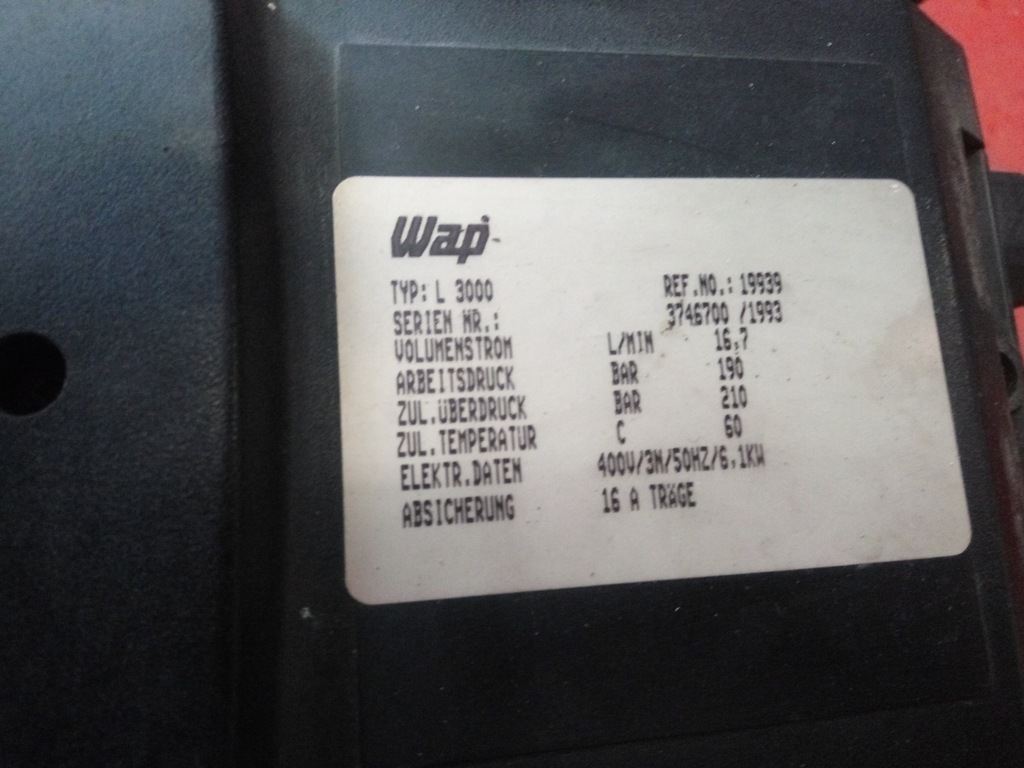 Wap
TYP: L 3000 REF.NO.: 19939
SERIEN NR.: 3746700 /1993
VOLUMENSTROM L/MIN 16,7
ARBEITSDRUCK BAR 190
ZUL.ÜBERDRUCK BAR 210
ZUL.TEMPERATUR C 60
ELEKTR.DATEN 400V/3N/50HZ/6,1KW
ABSICHERUNG 16 A TRÄGE